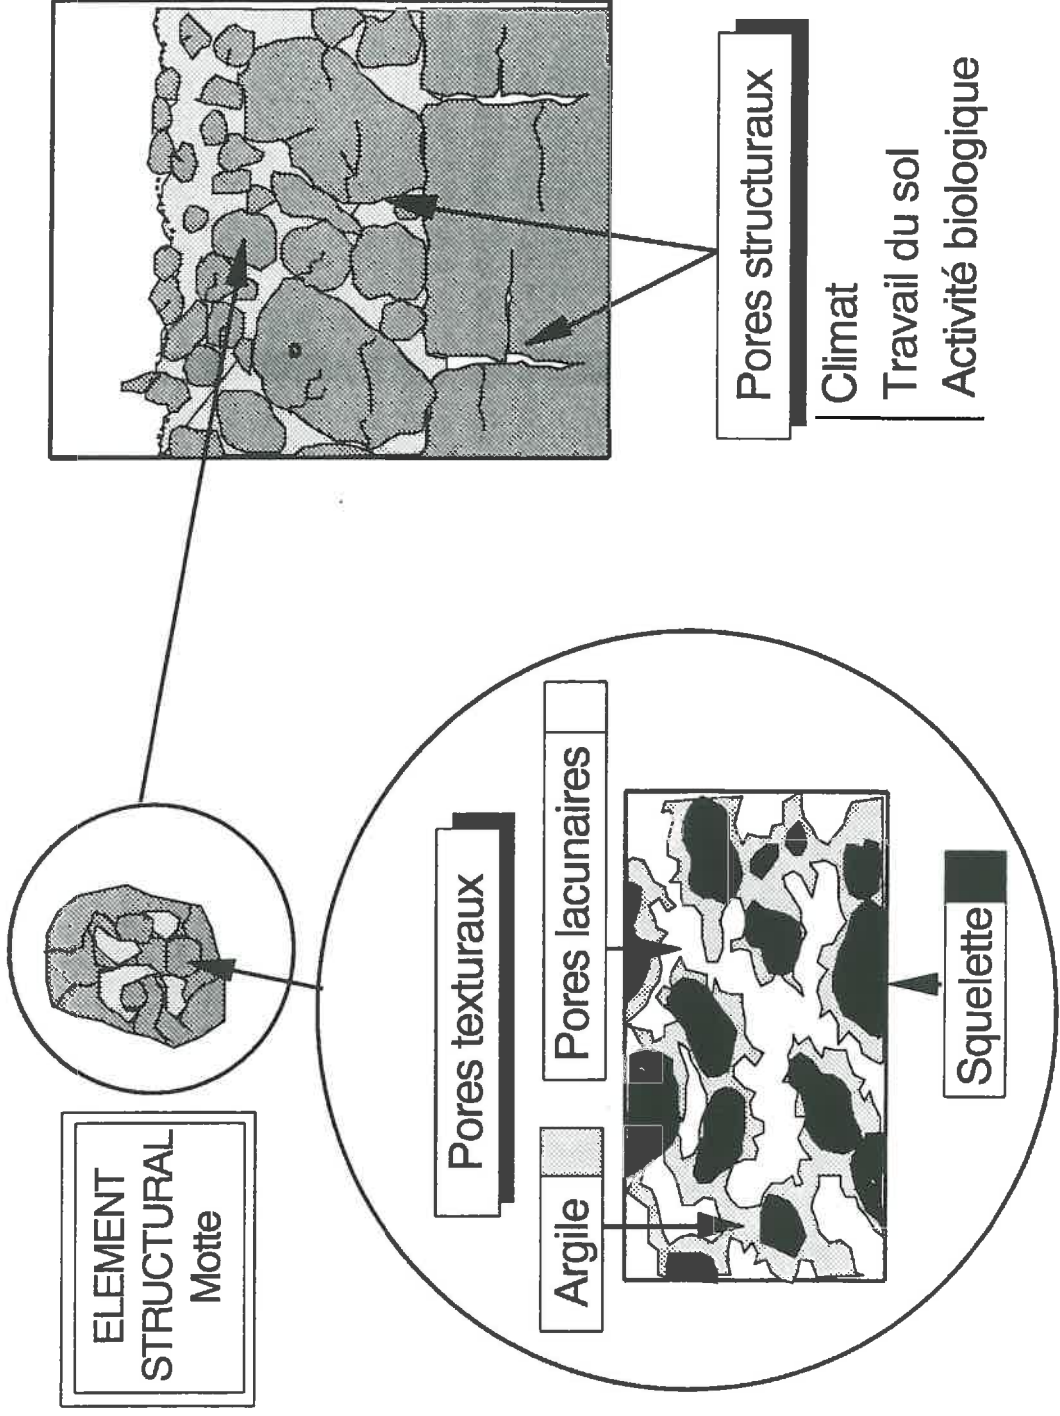 ELEMENT
STRUCTURAL
Motte
Pores texturaux
Argile
Pores lacunaires
Squelette
Pores structuraux
Climat
Travail du sol
Activité biologique